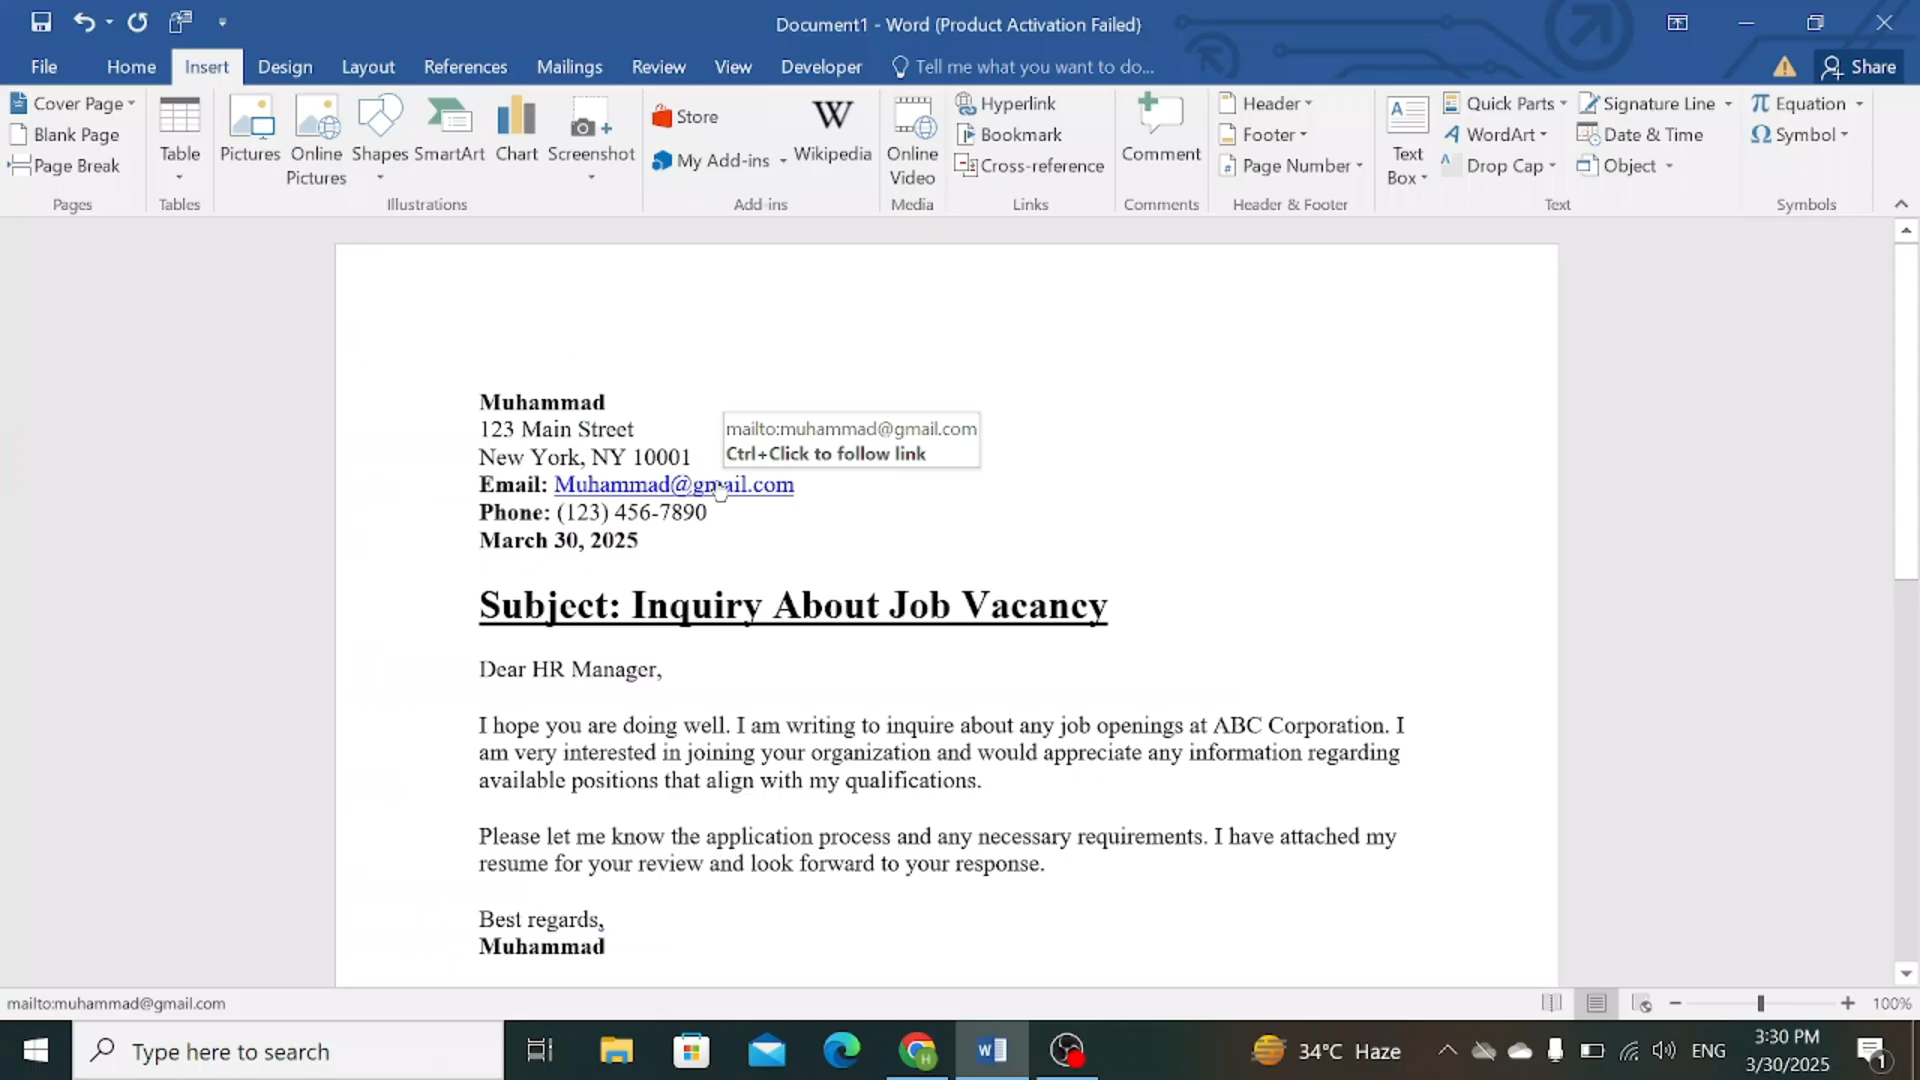 Document1 - Word (Product Activation Failed)
File Home Insert Design Layout References Mailings Review View Developer Tell me what you want to do... Share
Cover Page
Blank Page
Page Break
Pages
Table
Tables
Pictures
Online Pictures
Shapes
SmartArt
Chart
Screenshot
Illustrations
Store
My Add-ins
W
Wikipedia
Add-ins
Online Video
Media
Hyperlink
Bookmark
Cross-reference
Links
Comment
Comments
Header
Footer
Page Number
Header & Footer
Text Box
Quick Parts
WordArt
Drop Cap
Signature Line
Date & Time
Object
Text
Equation
Symbol
Symbols
Muhammad
123 Main Street
New York, NY 10001
mailto:muhammad@gmail.com
Ctrl+Click to follow link
Email: Muhammad@gmail.com
Phone: (123) 456-7890
March 30, 2025
Subject: Inquiry About Job Vacancy
Dear HR Manager,
I hope you are doing well. I am writing to inquire about any job openings at ABC Corporation. I
am very interested in joining your organization and would appreciate any information regarding
available positions that align with my qualifications.
Please let me know the application process and any necessary requirements. I have attached my
resume for your review and look forward to your response.
Best regards,
Muhammad
mailto:muhammad@gmail.com
100%
Type here to search
34°C Haze
ENG
3:30 PM
3/30/2025
1